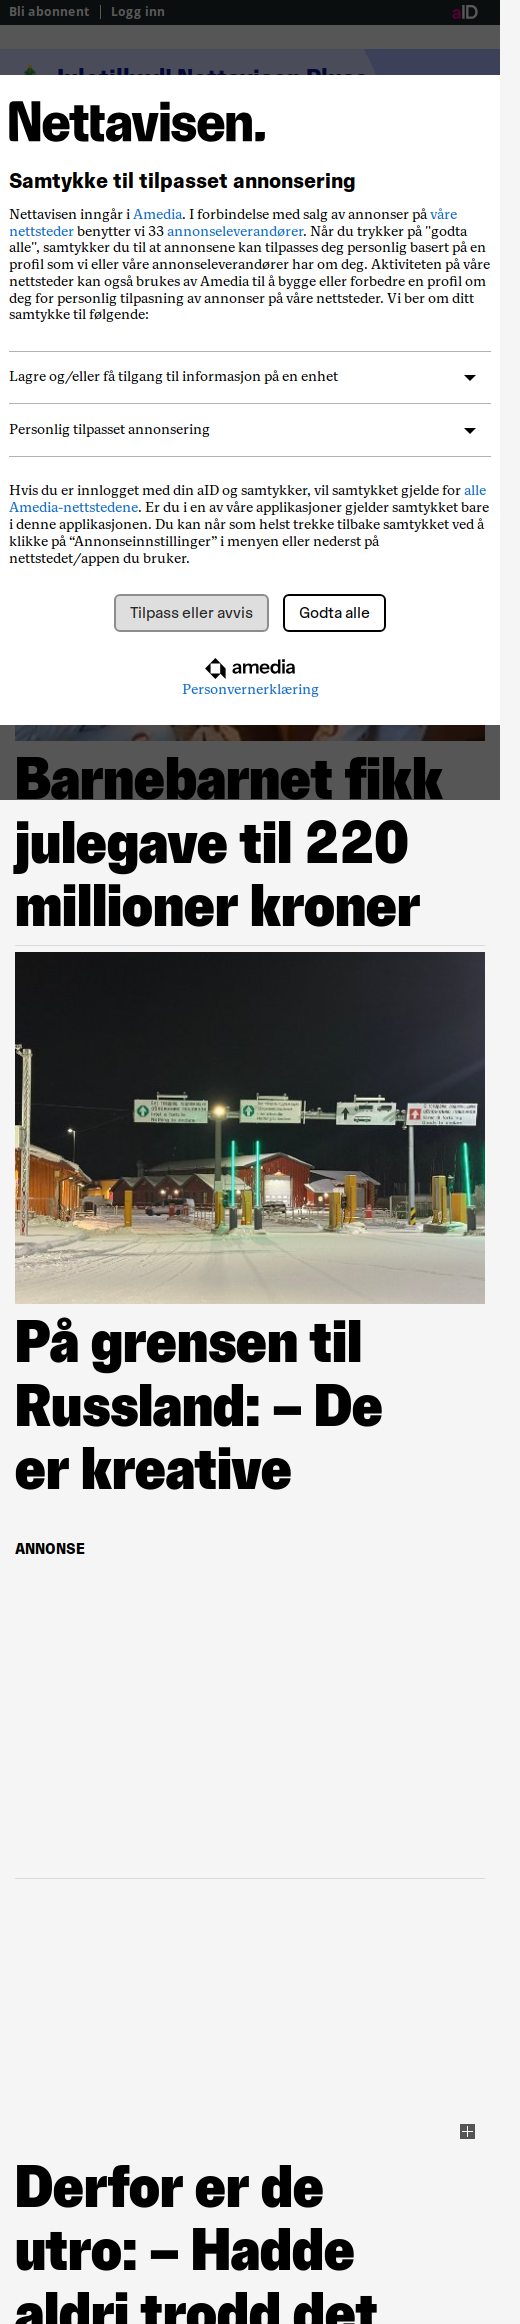 Bli abonnent | Logg inn
aID
Nettavisen.
Samtykke til tilpasset annonsering
Nettavisen inngår i Amedia. I forbindelse med salg av annonser på våre
nettsteder benytter vi 33 annonseleverandører. Når du trykker på "godta
alle", samtykker du til at annonsene kan tilpasses deg personlig basert på en
profil som vi eller våre annonseleverandører har om deg. Aktiviteten på våre
nettsteder kan også brukes av Amedia til å bygge eller forbedre en profil om
deg for personlig tilpasning av annonser på våre nettsteder. Vi ber om ditt
samtykke til følgende:
Lagre og/eller få tilgang til informasjon på en enhet
Personlig tilpasset annonsering
Hvis du er innlogget med din aID og samtykker, vil samtykket gjelde for alle
Amedia-nettstedene. Er du i en av våre applikasjoner gjelder samtykket bare
i denne applikasjonen. Du kan når som helst trekke tilbake samtykket ved å
klikke på “Annonseinnstillinger” i menyen eller nederst på
nettstedet/appen du bruker.
Tilpass eller avvis
Godta alle
amedia
Personvernerklæring
Barnebarnet fikk
julegave til 220
millioner kroner
På grensen til
Russland: – De
er kreative
ANNONSE
Derfor er de
utro: – Hadde
aldri trodd det